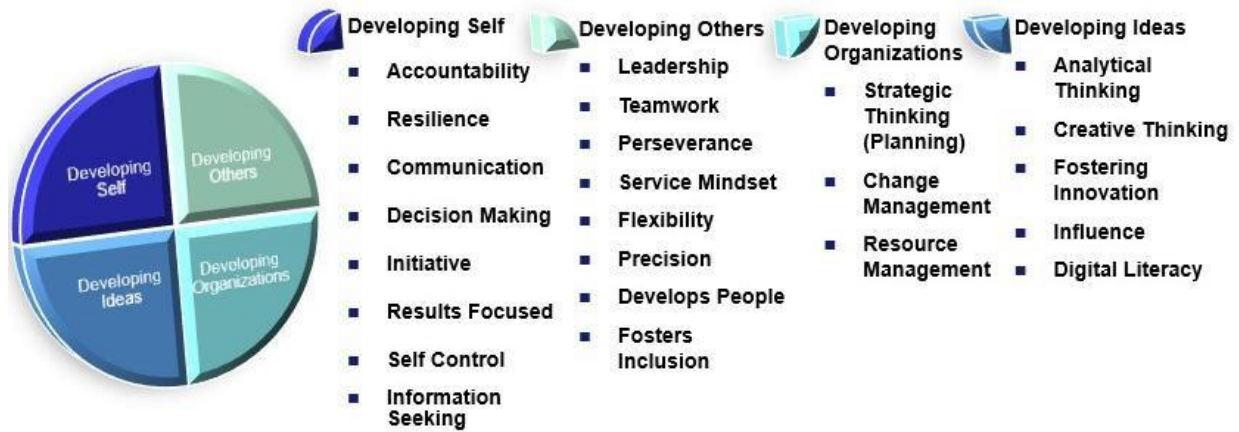 Developing
Self
Developing
Others
Developing
Ideas
Developing
Organizations
Developing Self
Accountability
Resilience
Communication
Decision Making
Initiative
Results Focused
Self Control
Information
Seeking
Developing Others
Leadership
Teamwork
Perseverance
Service Mindset
Flexibility
Precision
Develops People
Fosters
Inclusion
Developing
Organizations
Strategic
Thinking
(Planning)
Change
Management
Resource
Management
Developing Ideas
Analytical
Thinking
Creative Thinking
Fostering
Innovation
Influence
Digital Literacy